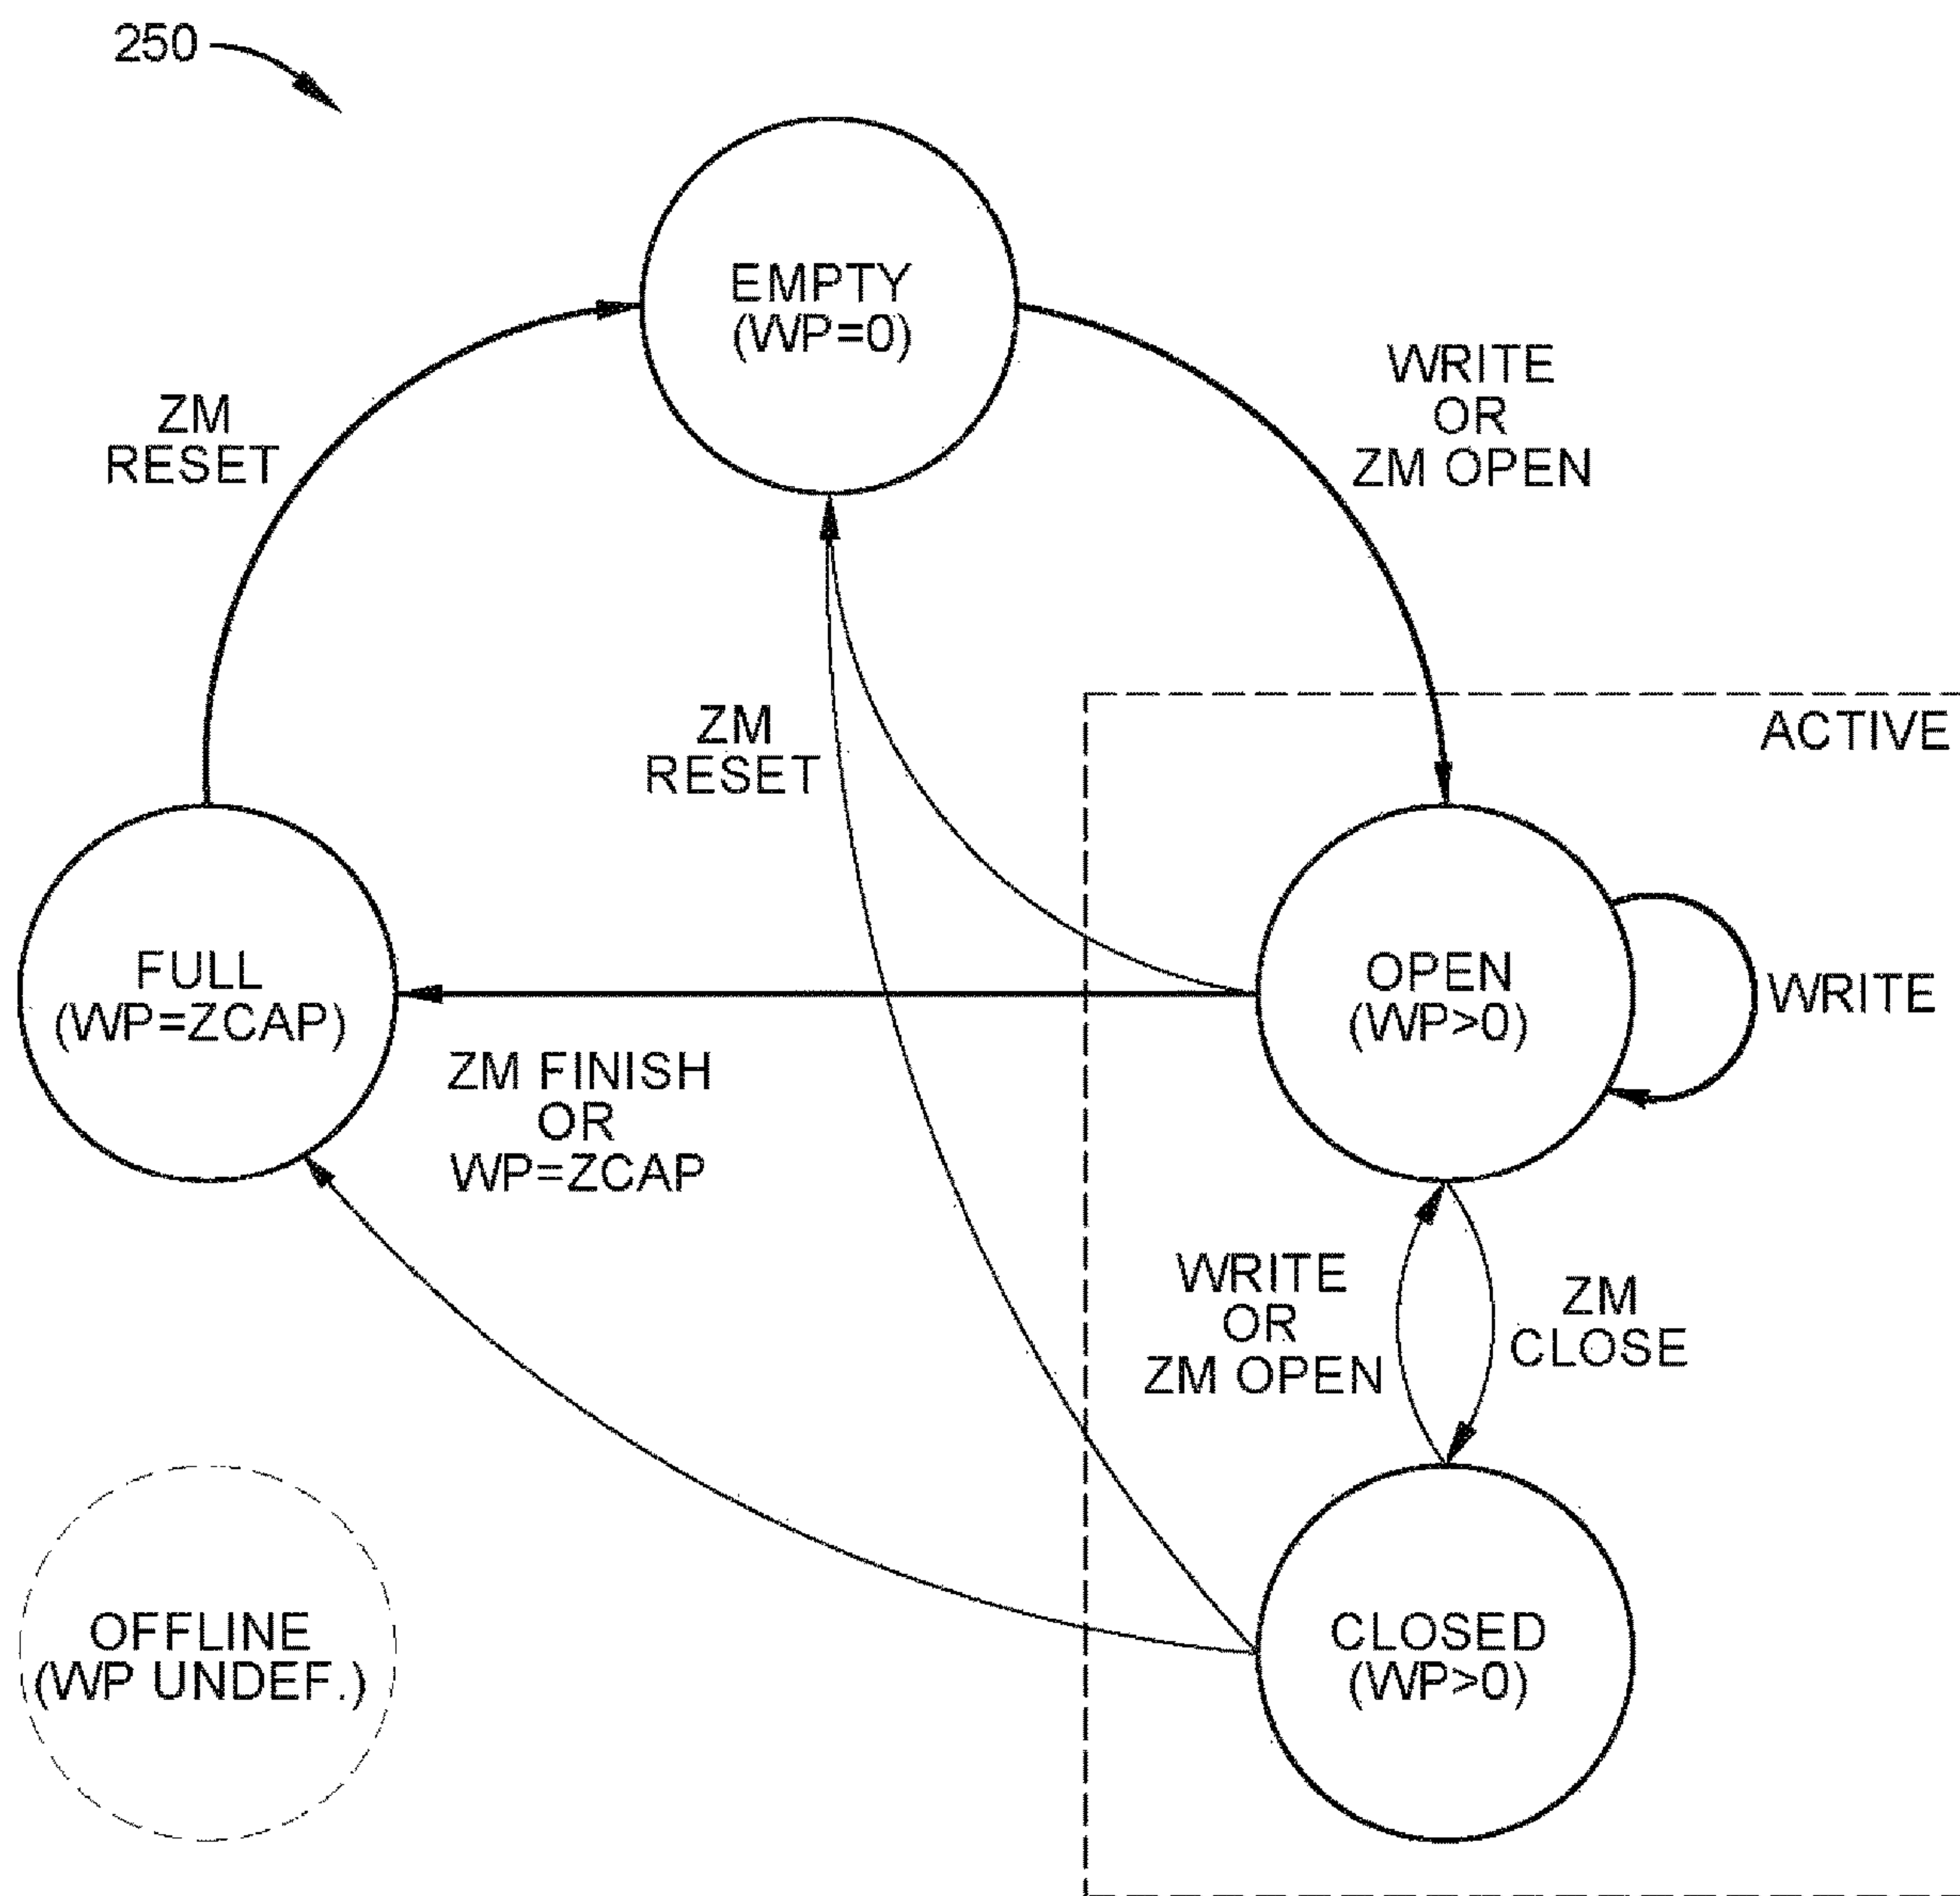 250
EMPTY
(WP=0)
WRITE
OR
ZM OPEN
ZM
RESET
ZM
RESET
ACTIVE
FULL
(WP=ZCAP)
OPEN
(WP>0)
WRITE
ZM FINISH
OR
WP=ZCAP
WRITE
OR
ZM OPEN
ZM
CLOSE
OFFLINE
(WP UNDEF.)
CLOSED
(WP>0)